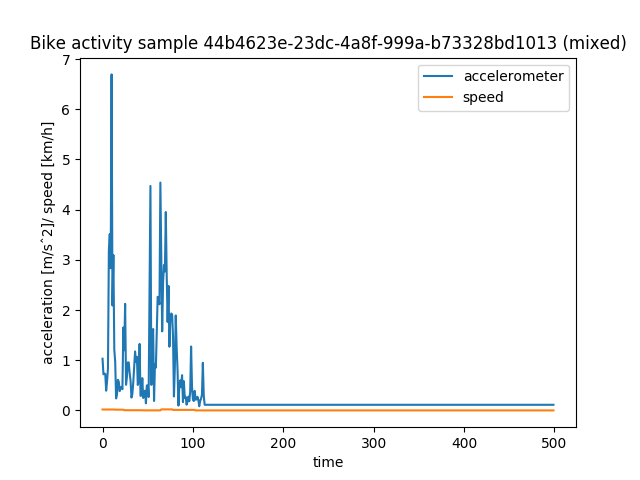 Bike activity sample 44b4623e-23dc-4a8f-999a-b73328bd1013 (mixed)
accelerometer
speed
acceleration [m/sˆ2]/ speed [km/h]
7
6
5
4
3
2
1
0
0 100 200 300 400 500
time